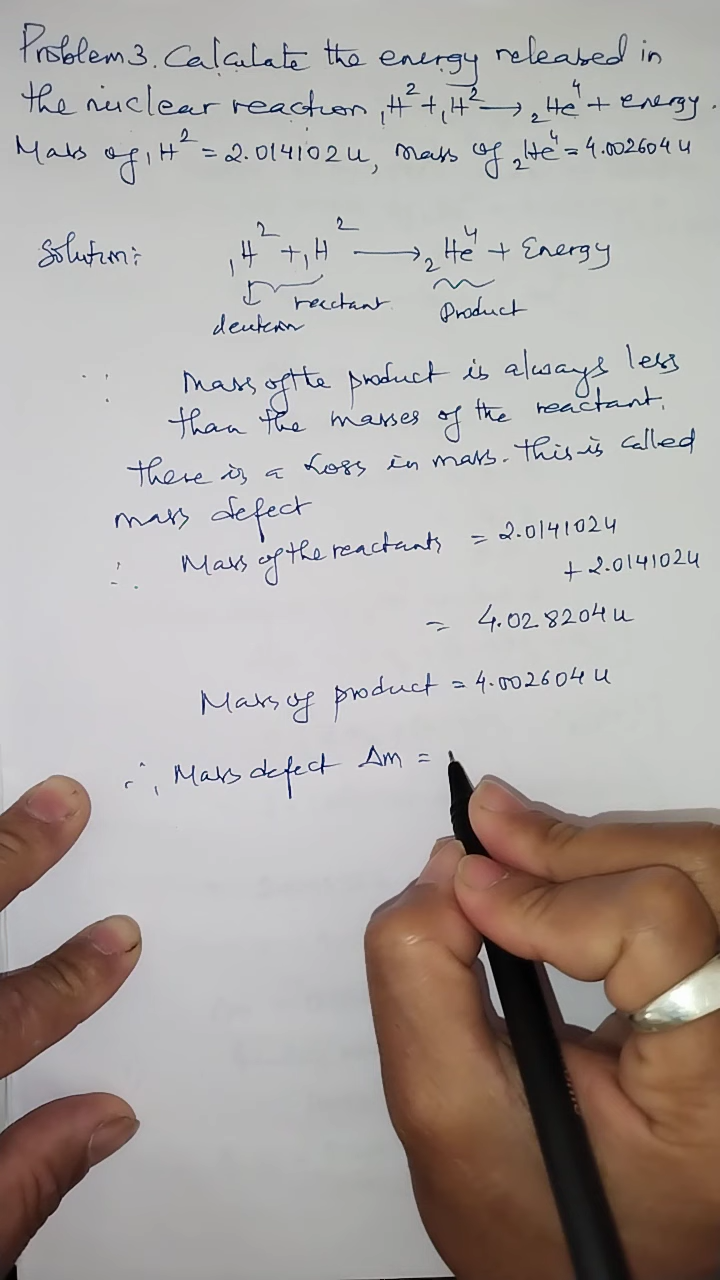 Problem 3. Calculate the energy released in
the nuclear reaction ₁H² + ₁H² → ₂He⁴ + energy.
Mass of ₁H² = 2.014102 u, mass of ₂He⁴ = 4.002604 u
Solution:
₁H² + ₁H² → ₂He⁴ + Energy
reactant Product
deuteron
∵ Mass of the product is always less
than the masses of the reactant.
there is a Loss in mass. This is called
mass defect
∴ Mass of the reactants = 2.014102u
+ 2.014102u
= 4.028204 u
Mass of product = 4.002604 u
∴ Mass defect Δm =